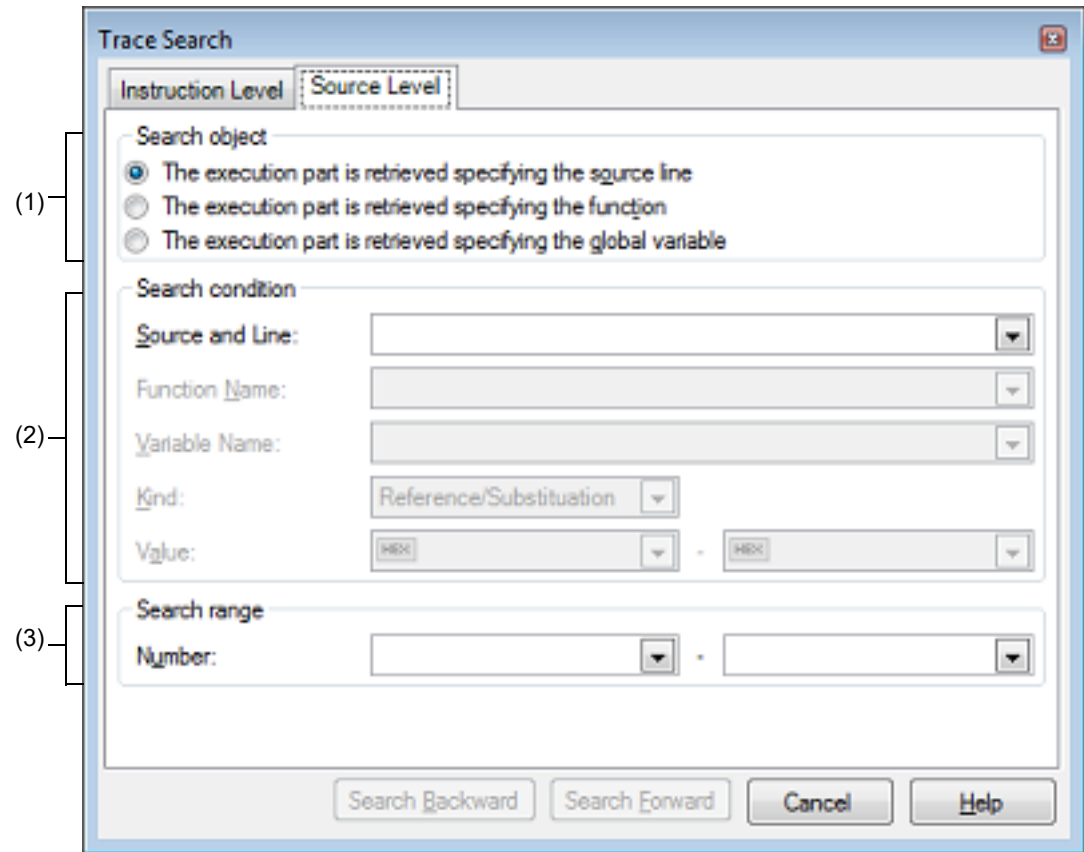 Trace Search
Instruction Level Source Level
(1)
Search object
The execution part is retrieved specifying the source line
The execution part is retrieved specifying the function
The execution part is retrieved specifying the global variable
(2)
Search condition
Source and Line:
Function Name:
Variable Name:
Kind: Reference/Substituation
Value: HEX - HEX
(3)
Search range
Number: -
Search Backward Search Forward Cancel Help